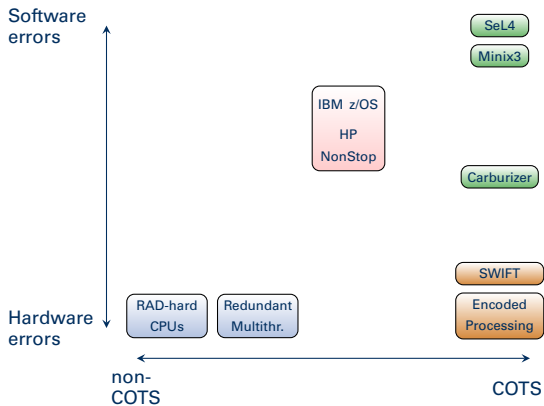 Software
errors
SeL4
Minix3
IBM z/OS
HP
NonStop
Carburizer
SWIFT
RAD-hard
CPUs
Redundant
Multithr.
Encoded
Processing
Hardware
errors
non-
COTS
COTS